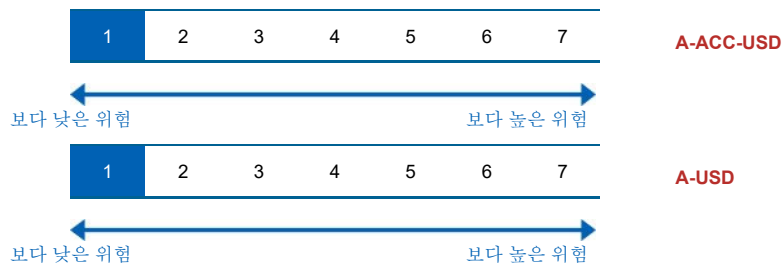 1 2 3 4 5 6 7 A-ACC-USD
보다 낮은 위험 보다 높은 위험
1 2 3 4 5 6 7 A-USD
보다 낮은 위험 보다 높은 위험